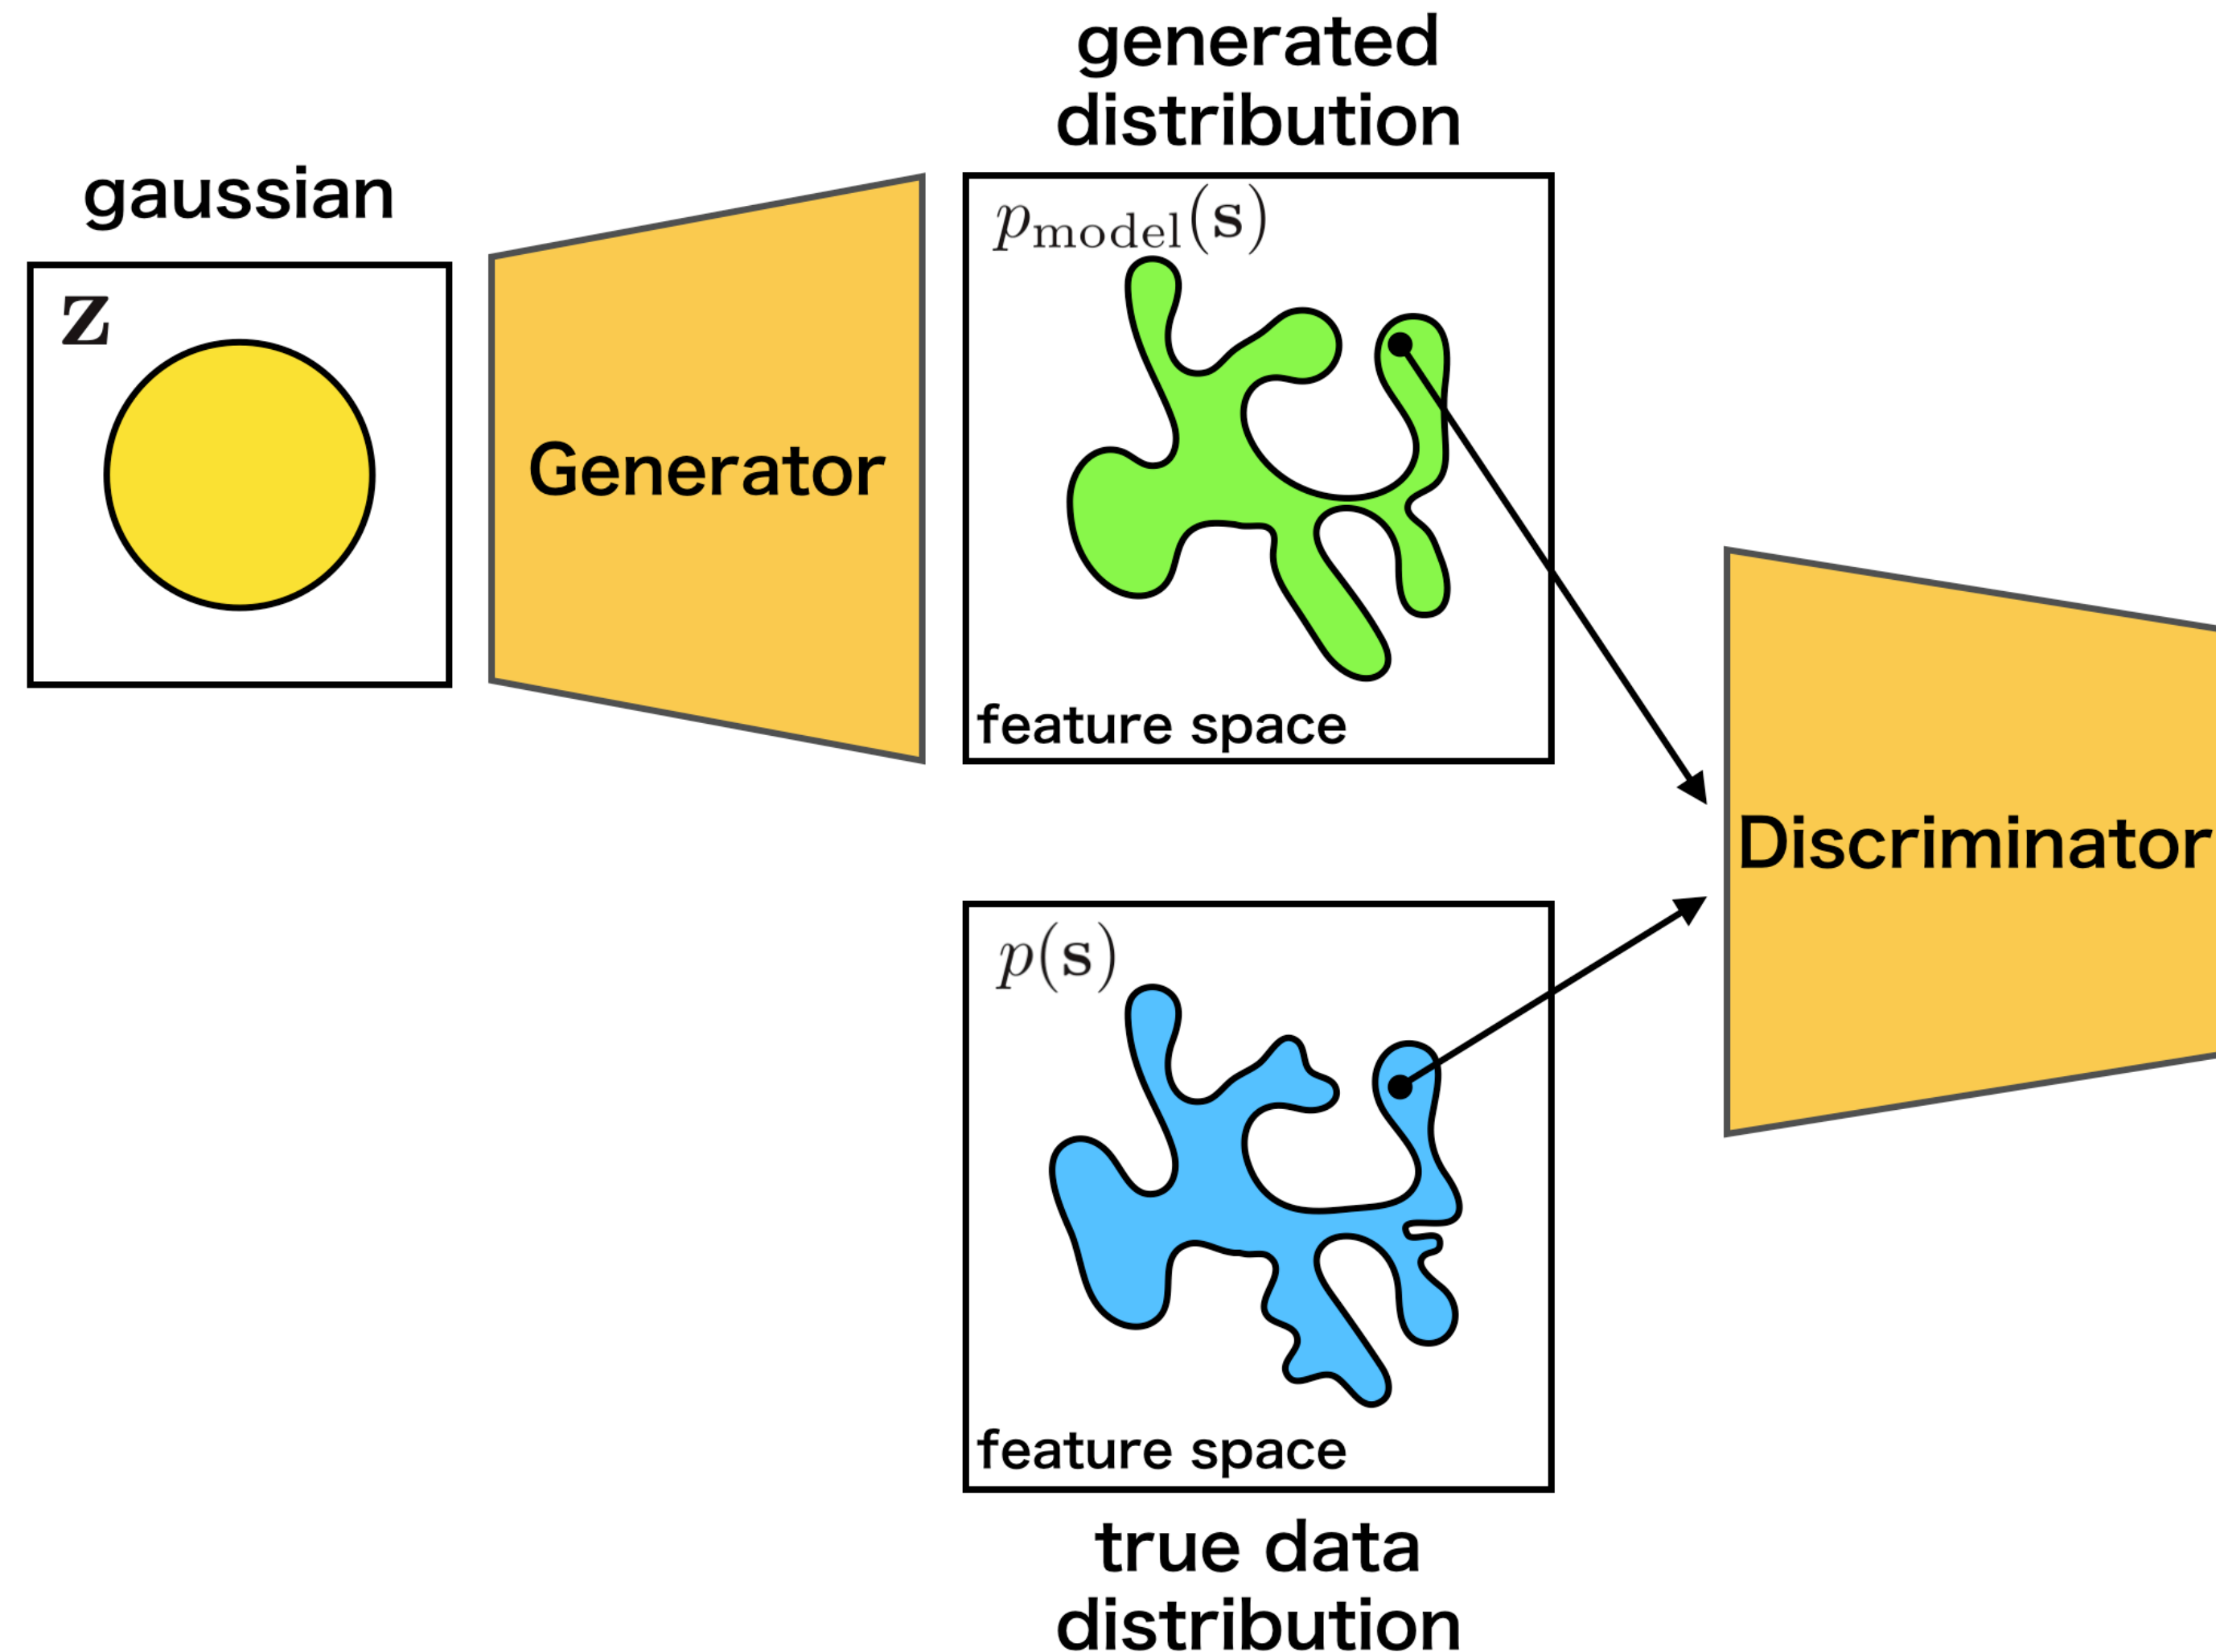 gaussian
z
Generator
generated
distribution
p_model(s)
feature space
p(s)
feature space
true data
distribution
Discriminator